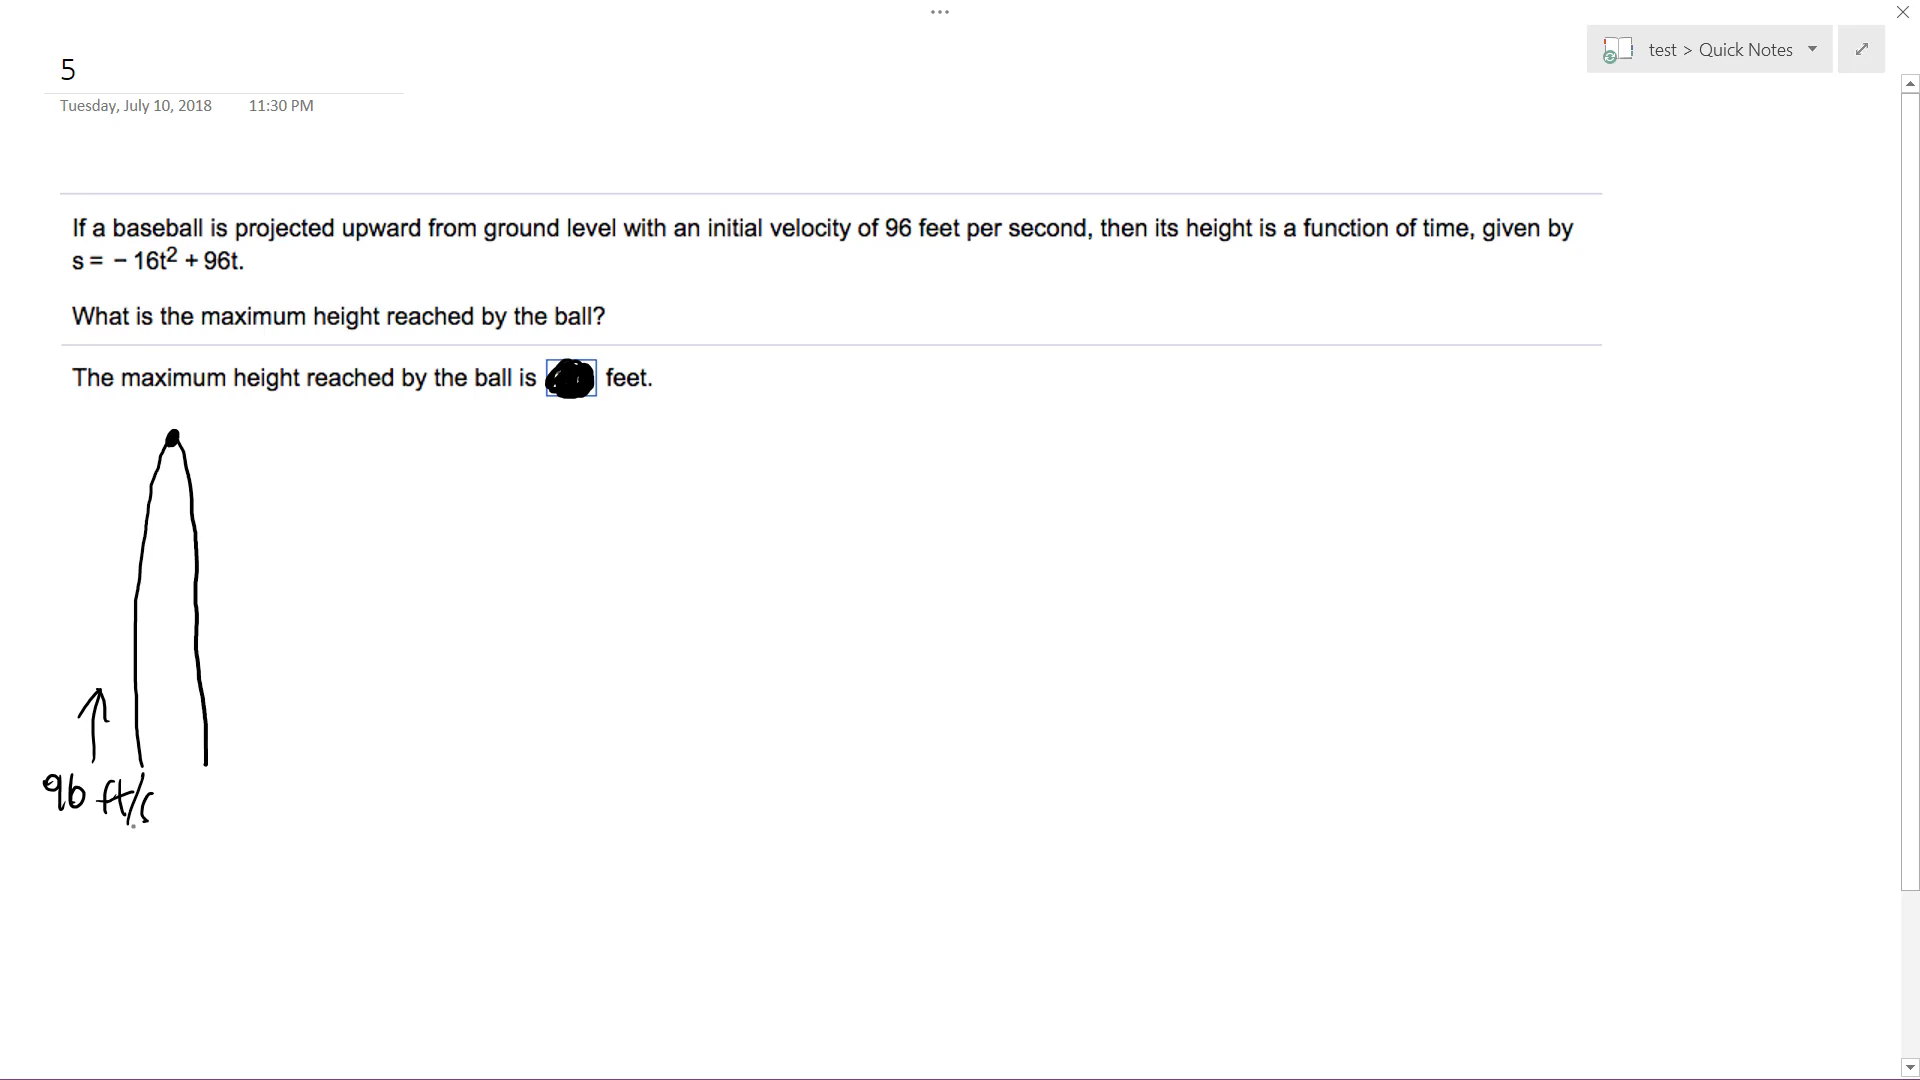 test > Quick Notes
5
Tuesday, July 10, 2018 11:30 PM
If a baseball is projected upward from ground level with an initial velocity of 96 feet per second, then its height is a function of time, given by
s = − 16t² + 96t.
What is the maximum height reached by the ball?
The maximum height reached by the ball is feet.
96 ft/s